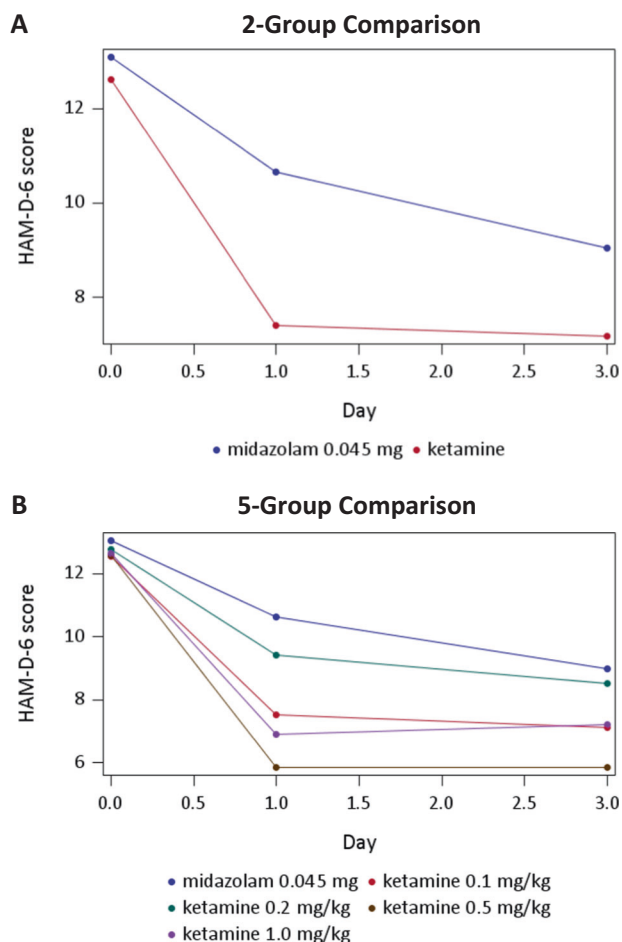 A
2-Group Comparison
HAM-D-6 score
12
10
8
0.0 0.5 1.0 1.5 2.0 2.5 3.0
Day
midazolam 0.045 mg ketamine
B
5-Group Comparison
HAM-D-6 score
12
10
8
6
0.0 0.5 1.0 1.5 2.0 2.5 3.0
Day
midazolam 0.045 mg ketamine 0.1 mg/kg
ketamine 0.2 mg/kg ketamine 0.5 mg/kg
ketamine 1.0 mg/kg